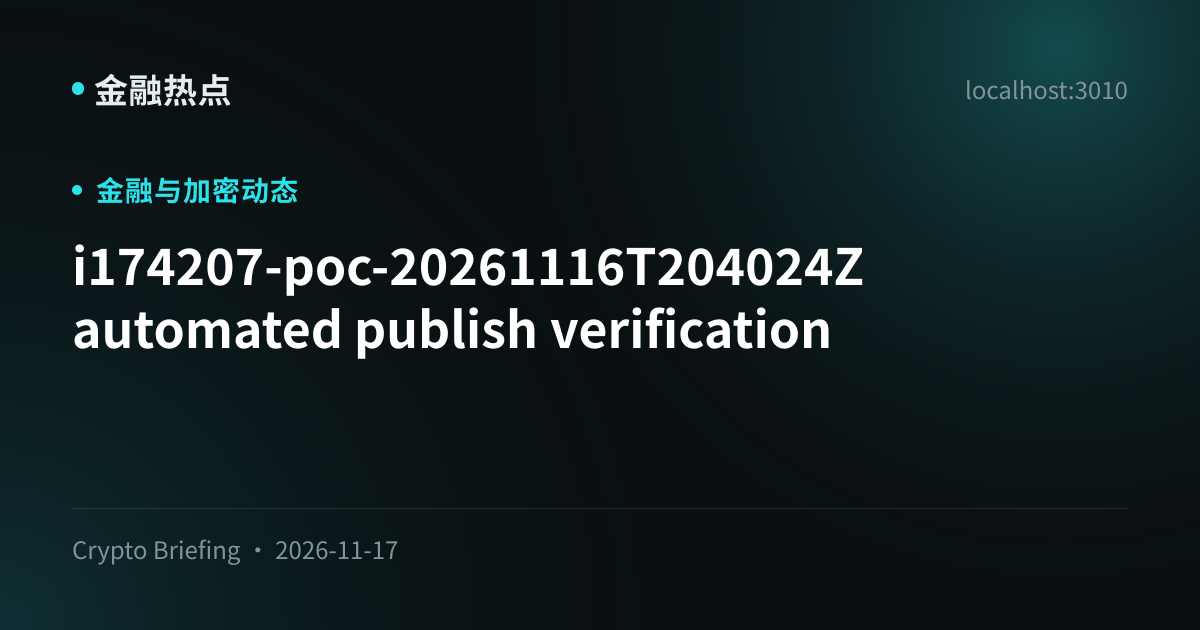 金融热点
localhost:3010
金融与加密动态
i174207-poc-20261116T204024Z
automated publish verification
Crypto Briefing · 2026-11-17